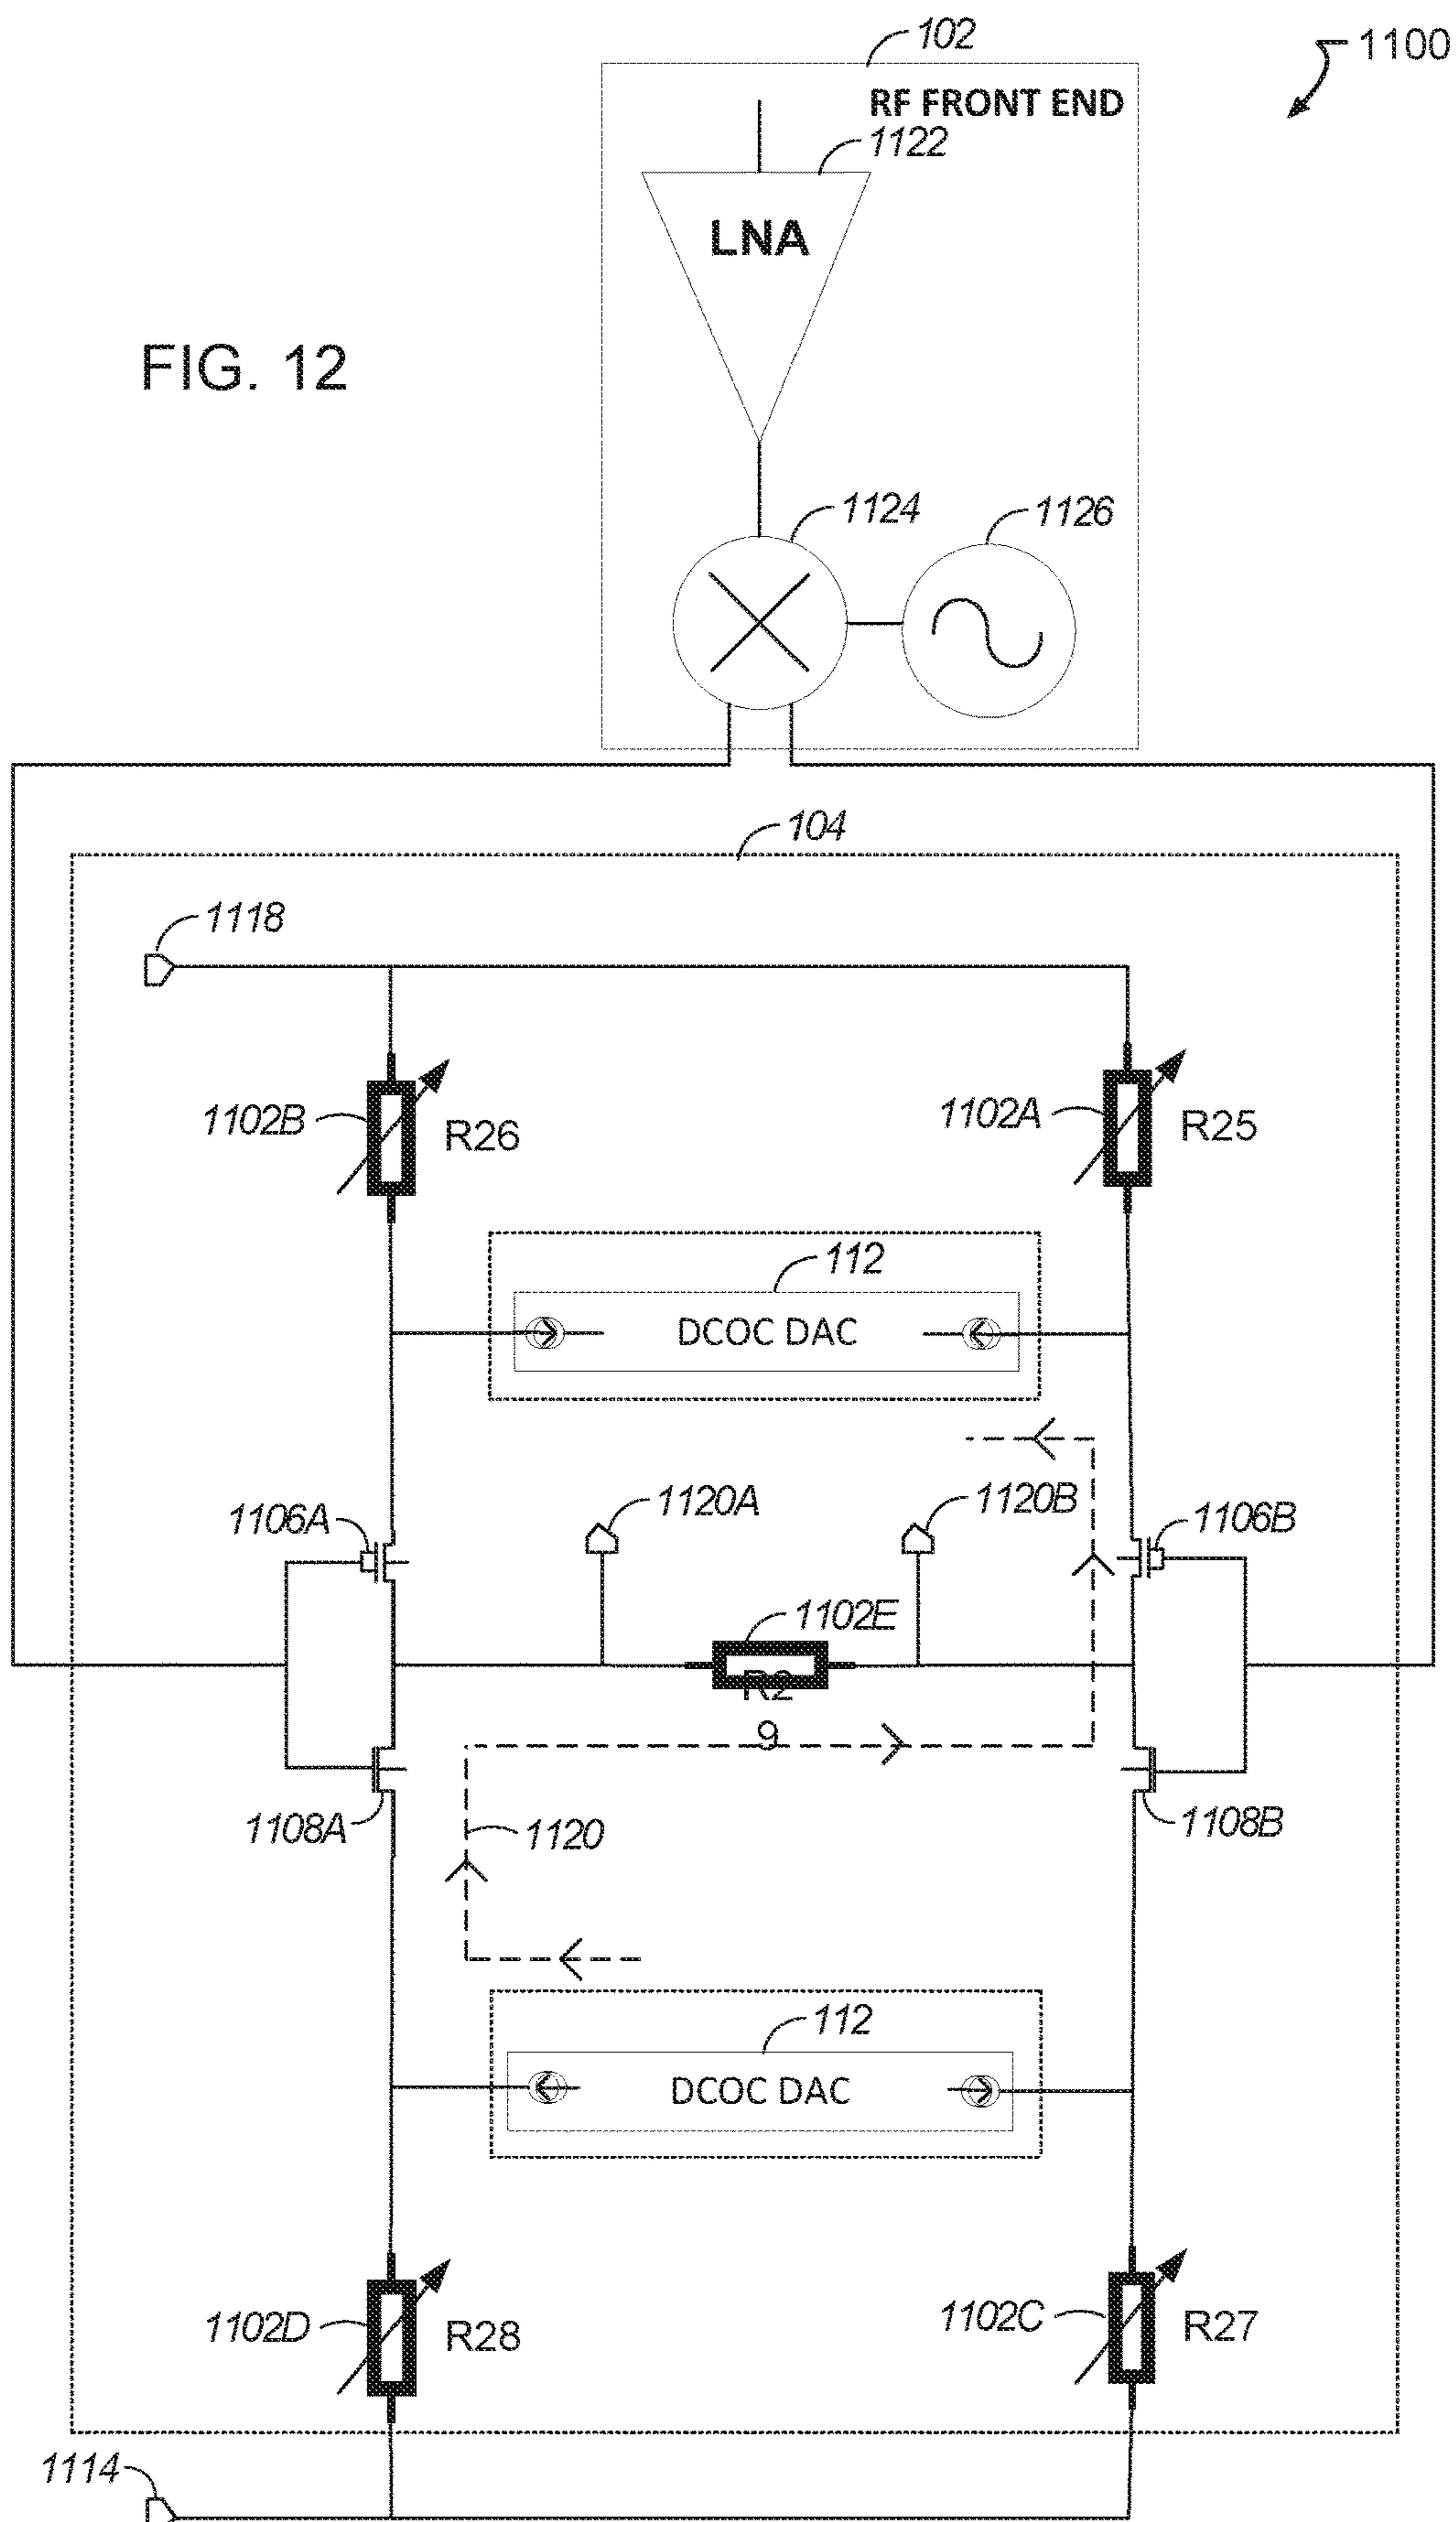 102
1100
RF FRONT END
1122
LNA
FIG. 12
1124
1126
104
1118
1102B
R26
1102A
R25
112
DCOC DAC
1120A
1120B
1106A
1106B
1102E
R2
9
1108A
1120
1108B
112
DCOC DAC
1102D
R28
1102C
R27
1114